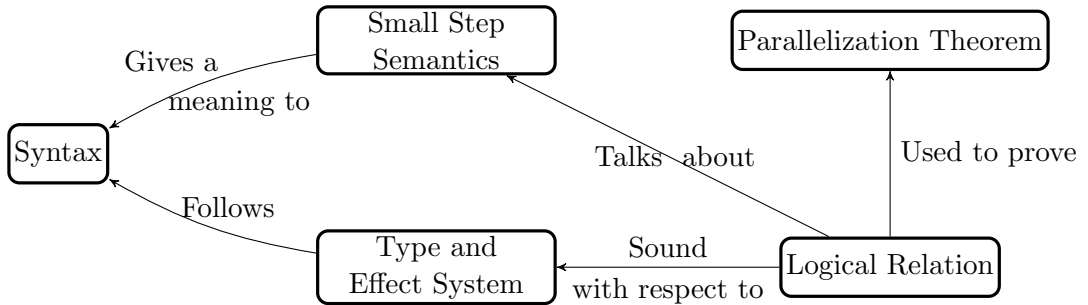 Small Step
Semantics
Parallelization Theorem
Gives a
meaning to
Syntax
Talks about
Used to prove
Follows
Type and
Effect System
Sound
with respect to
Logical Relation